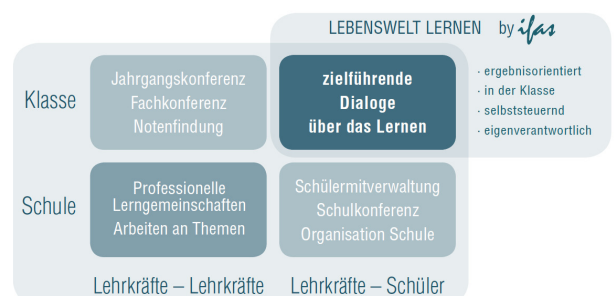 LEBENSWELT LERNEN by ifas
Klasse
Jahrgangskonferenz
Fachkonferenz
Notenfindung
zielführende
Dialoge
über das Lernen
· ergebnisorientiert
· in der Klasse
· selbststeuernd
· eigenverantwortlich
Schule
Professionelle
Lerngemeinschaften
Arbeiten an Themen
Schülermitverwaltung
Schulkonferenz
Organisation Schule
Lehrkräfte – Lehrkräfte
Lehrkräfte – Schüler